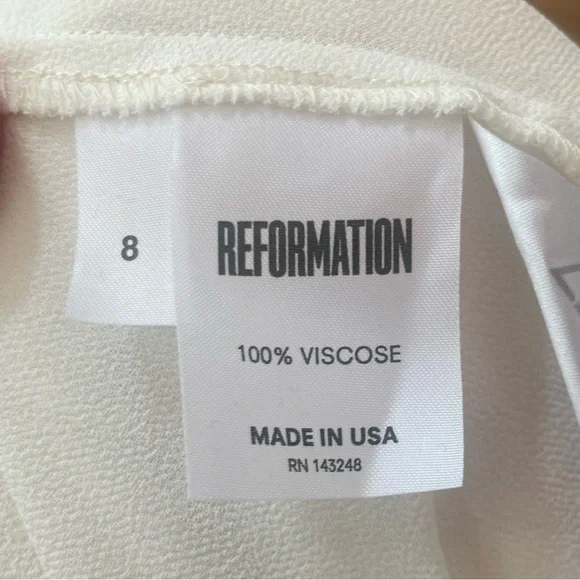 8
REFORMATION
100% VISCOSE
MADE IN USA
RN 143248